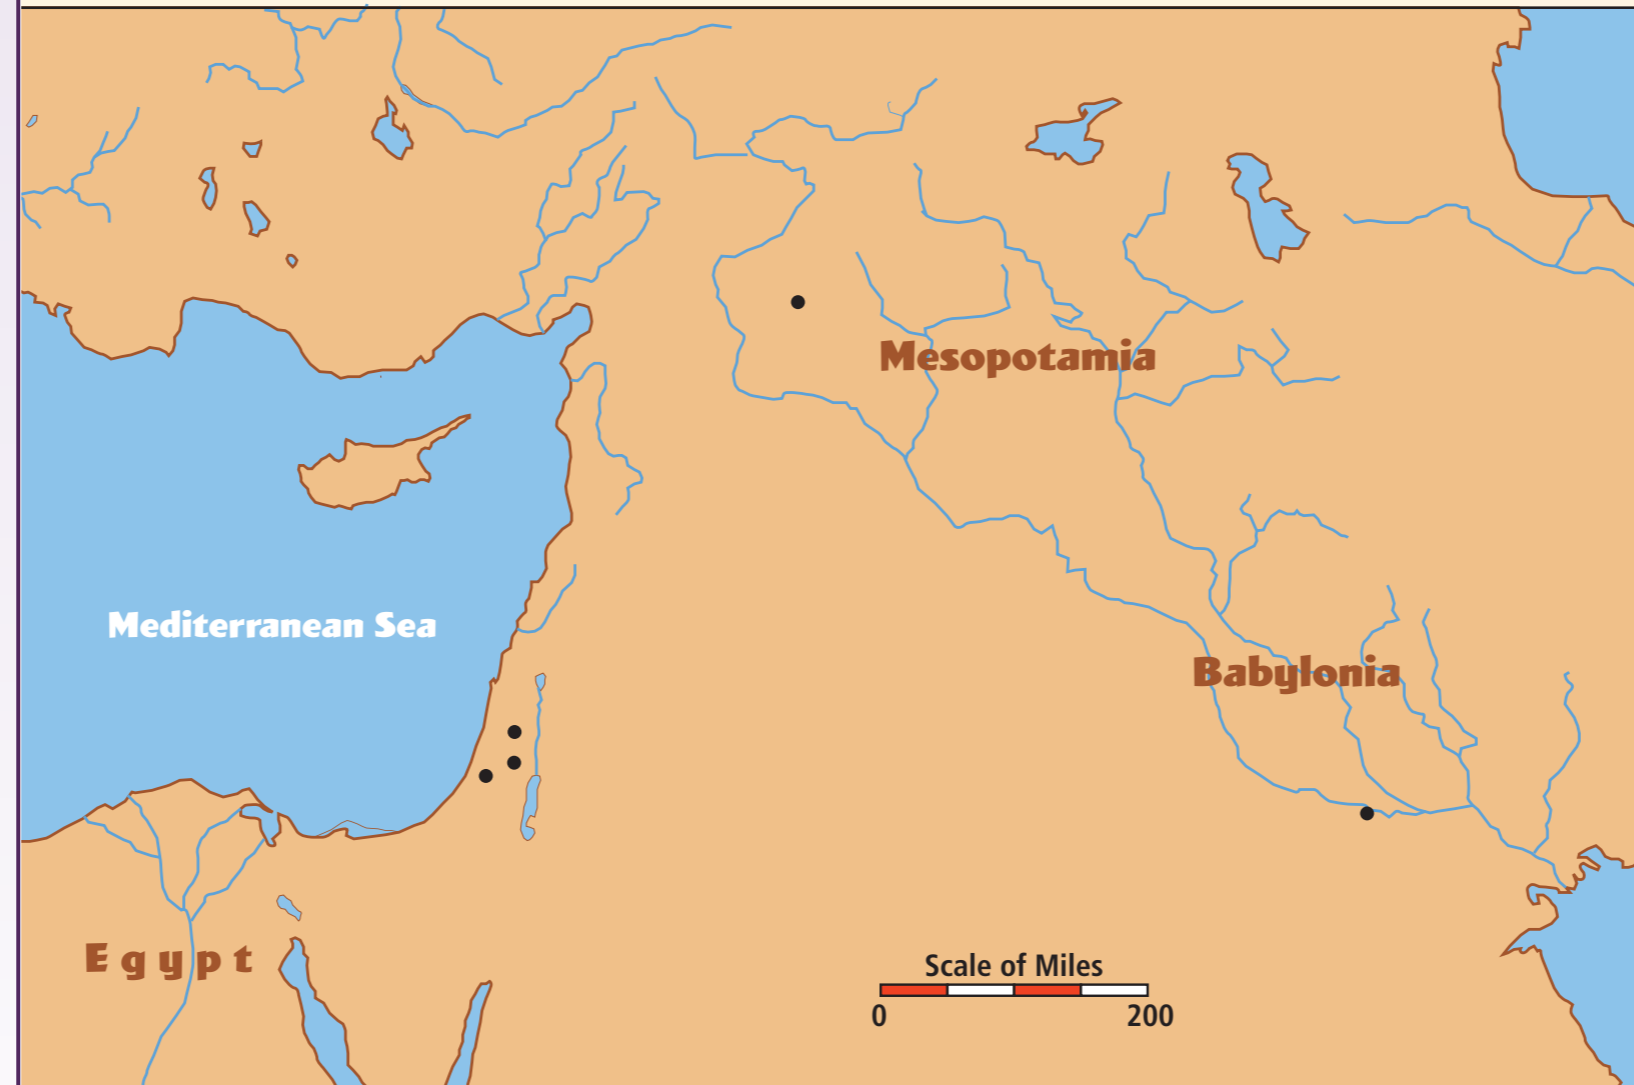 Mesopotamia
Mediterranean Sea
Babylonia
Egypt
Scale of Miles
0 200